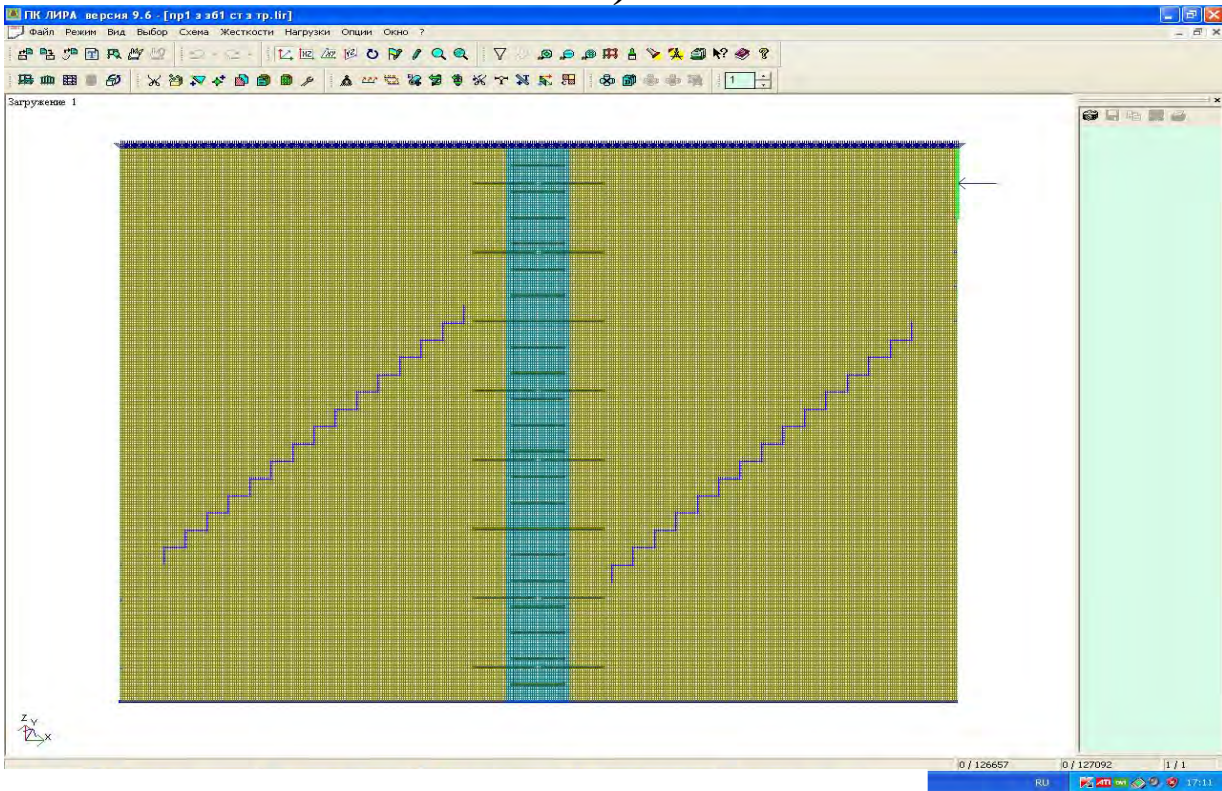 )
ПК ЛИРА версия 9.6 - [пр1 з зб1 ст з тр.lir]
Файл Режим Вид Выбор Схема Жесткости Нагрузки Опции Окно ?
1
Загружение 1
Z
Y
X
0 / 126657 0 / 127092 1 / 1
RU 17:11